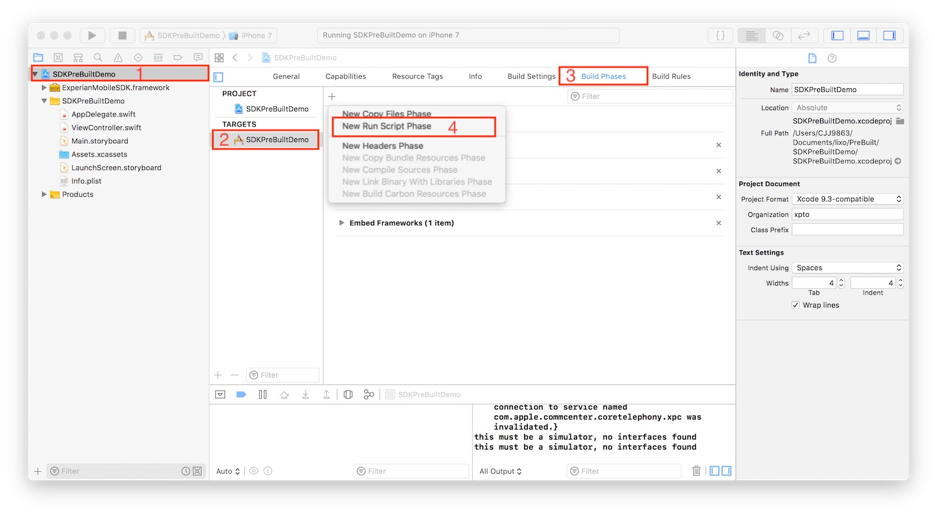 SDKPreBuiltDemo
iPhone 7
Running SDKPreBuiltDemo on iPhone 7
{ }
SDKPreBuiltDemo
1
ExperianMobileSDK.framework
SDKPreBuiltDemo
AppDelegate.swift
ViewController.swift
Main.storyboard
Assets.xcassets
LaunchScreen.storyboard
Info.plist
Products
Filter
SDKPreBuiltDemo
General
Capabilities
Resource Tags
Info
Build Settings
3
Build Phases
Build Rules
PROJECT
SDKPreBuiltDemo
TARGETS
2
SDKPreBuiltDemo
Filter
Filter
New Copy Files Phase
New Run Script Phase
4
New Headers Phase
New Copy Bundle Resources Phase
New Compile Sources Phase
New Link Binary With Libraries Phase
New Build Carbon Resources Phase
Embed Frameworks (1 item)
SDKPreBuiltDemo
connection to service named
com.apple.commcenter.coretelephony.xpc was
invalidated.}
this must be a simulator, no interfaces found
this must be a simulator, no interfaces found
Auto
Filter
All Output
Filter
Identity and Type
Name
SDKPreBuiltDemo
Location
Absolute
SDKPreBuiltDemo.xcodeproj
Full Path
/Users/CJJ9863/
Documents/lixo/PreBuilt/
SDKPreBuiltDemo/
SDKPreBuiltDemo.xcodeproj
Project Document
Project Format
Xcode 9.3-compatible
Organization
xpto
Class Prefix
Text Settings
Indent Using
Spaces
Widths
4
4
Tab
Indent
Wrap lines